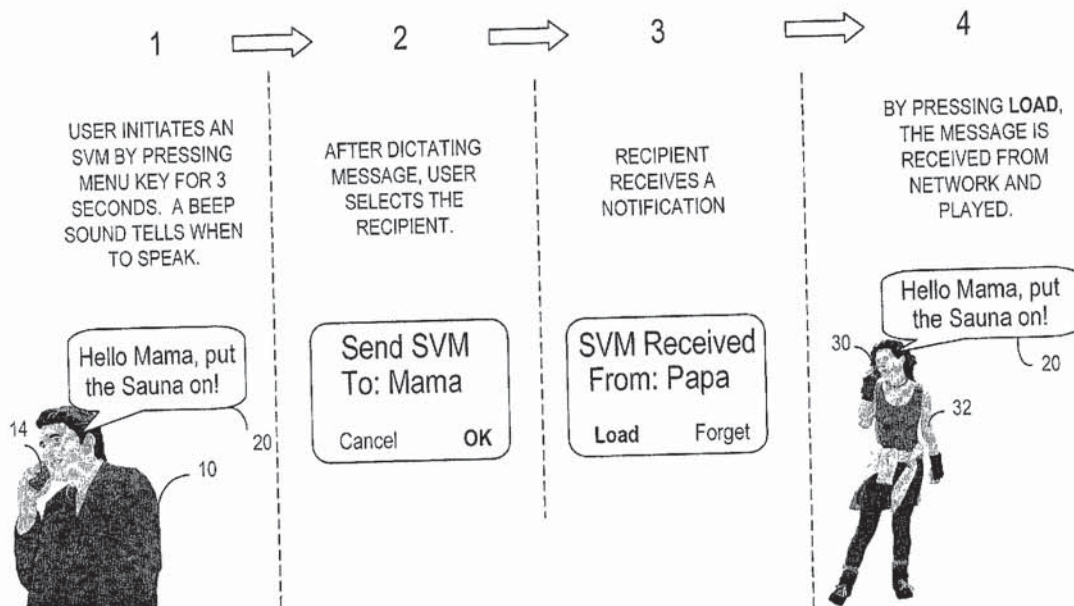 1
2
3
4
USER INITIATES AN
SVM BY PRESSING
MENU KEY FOR 3
SECONDS. A BEEP
SOUND TELLS WHEN
TO SPEAK.
AFTER DICTATING
MESSAGE, USER
SELECTS THE
RECIPIENT.
RECIPIENT
RECEIVES A
NOTIFICATION
BY PRESSING LOAD,
THE MESSAGE IS
RECEIVED FROM
NETWORK AND
PLAYED.
Hello Mama, put
the Sauna on!
14
20
10
Send SVM
To: Mama
Cancel OK
SVM Received
From: Papa
Load Forget
Hello Mama, put
the Sauna on!
30
20
32